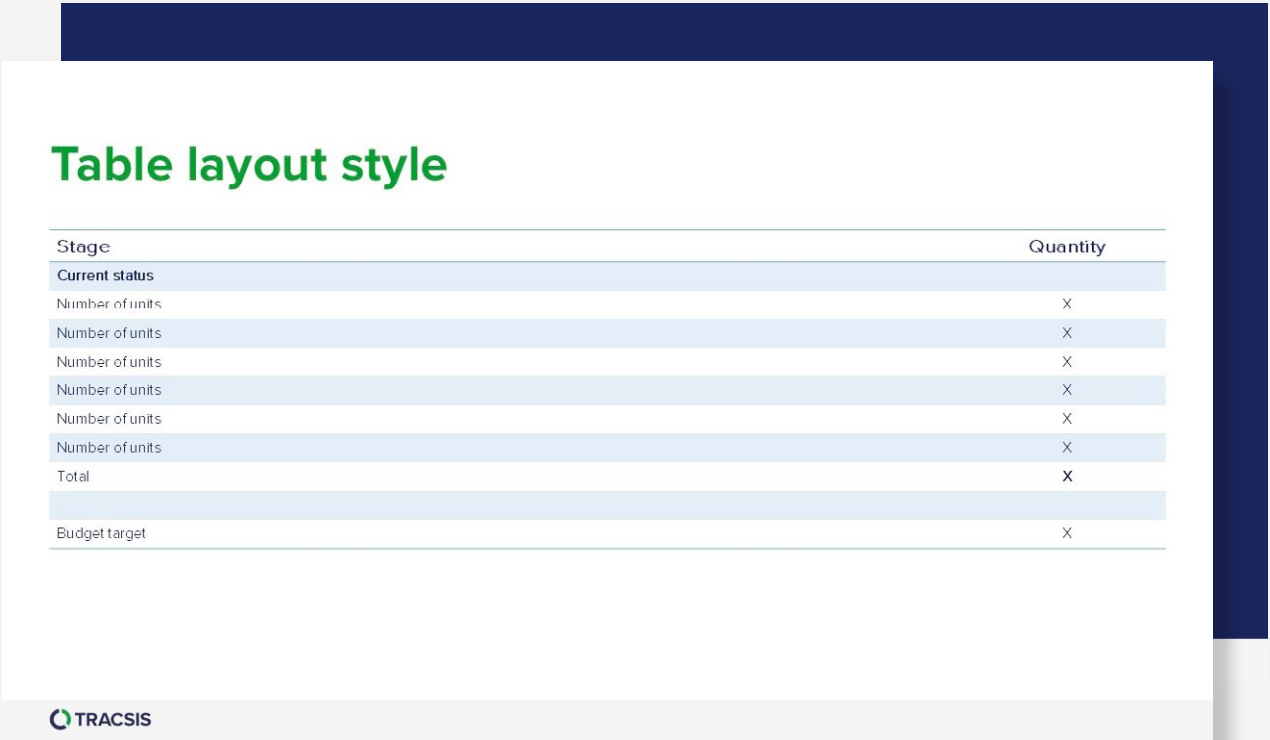 Table layout style
Stage Quantity
Current status
Number of units X
Number of units X
Number of units X
Number of units X
Number of units X
Number of units X
Total X
Budget target X
TRACSIS